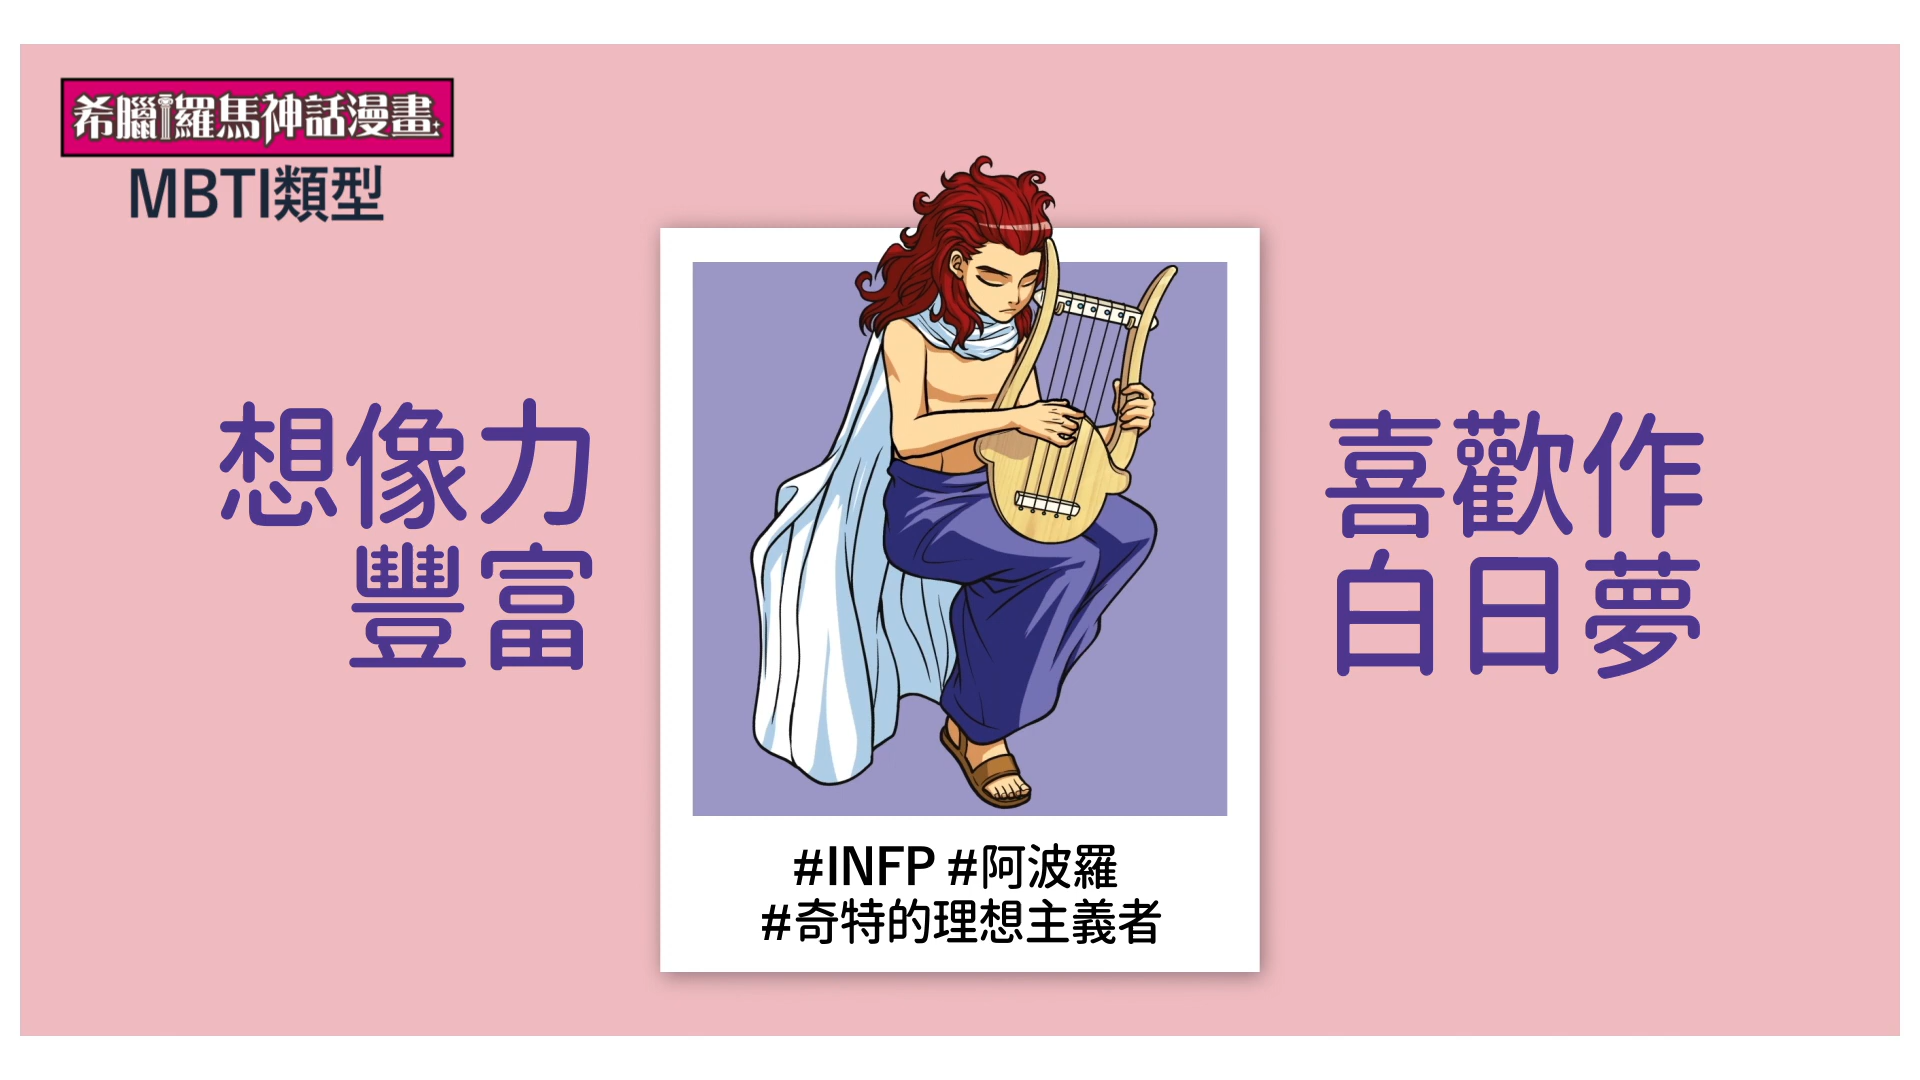 希臘羅馬神話漫畫
MBTI類型
想像力
豐富
喜歡作
白日夢
#INFP #阿波羅
#奇特的理想主義者